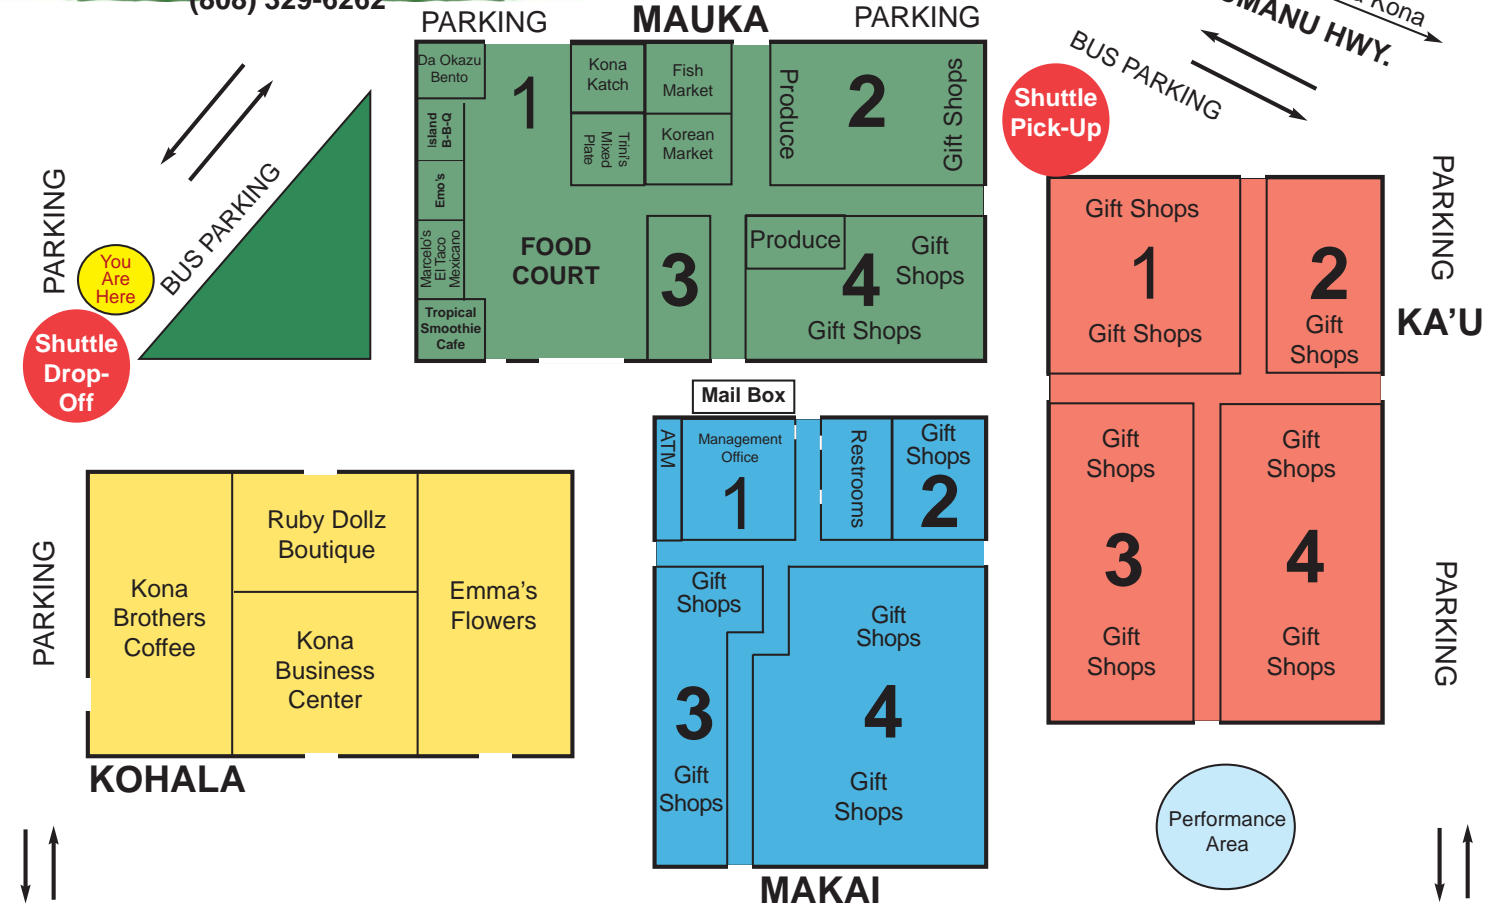 (808) 329-6262
PARKING
MAUKA
PARKING
Kona
MANU HWY.
BUS PARKING
Shuttle
Pick-Up
Da Okazu
Bento
1
Kona
Katch
Fish
Market
Island
B-B-Q
Trini's
Mixed
Plate
Korean
Market
Produce
2
Gift Shops
Emo's
Marcelo's
El Taco
Mexicano
FOOD
COURT
3
Produce
4
Gift
Shops
Gift Shops
Tropical
Smoothie
Cafe
PARKING
BUS PARKING
You
Are
Here
Shuttle
Drop-
Off
Gift Shops
1
Gift Shops
2
Gift
Shops
PARKING
KA’U
Gift
Shops
3
Gift
Shops
Gift
Shops
4
Gift
Shops
PARKING
Mail Box
ATM
Management
Office
1
Restrooms
Gift
Shops
2
Gift
Shops
3
Gift
Shops
Gift
Shops
4
Gift
Shops
MAKAI
PARKING
Kona
Brothers
Coffee
Ruby Dollz
Boutique
Kona
Business
Center
Emma’s
Flowers
KOHALA
Performance
Area